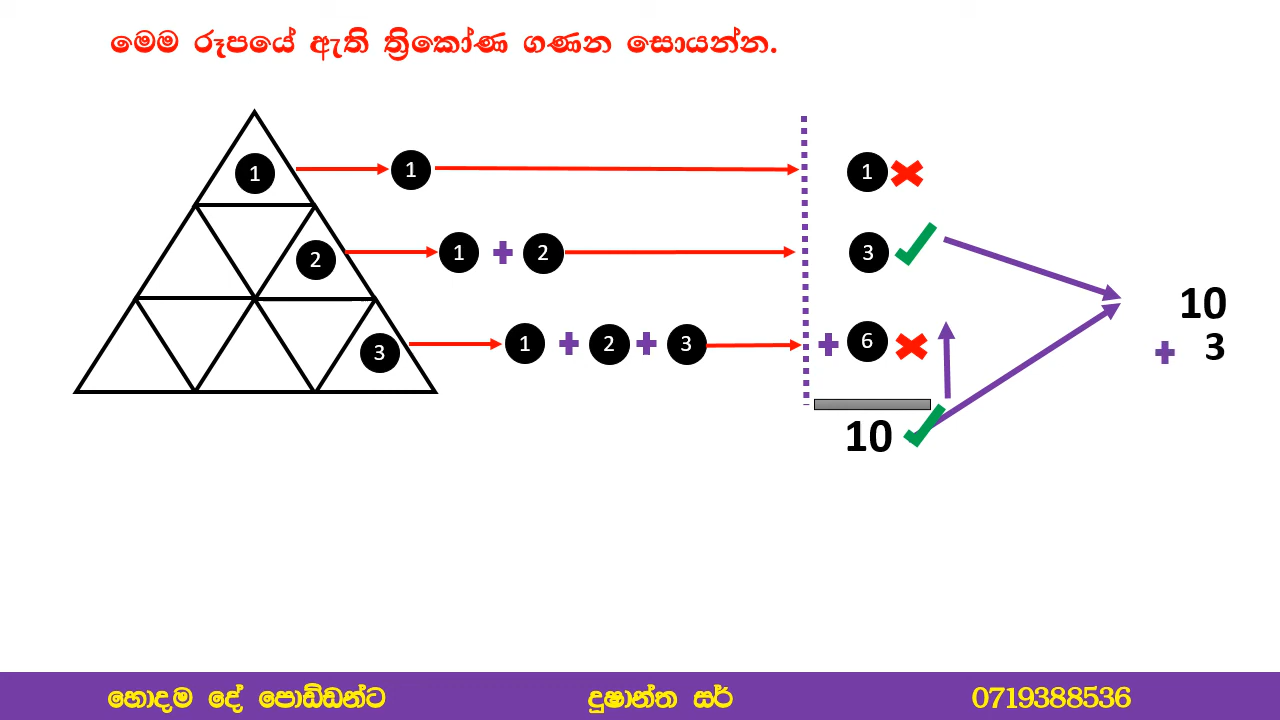 මෙම රූපයේ ඇති ත්‍රිකෝණ ගණන සොයන්න.
1 1 1 ✖
2 1 + 2 3 ✓
3 1 + 2 + 3 + 6 ✖
10 ✓
10
+ 3
හොදම දේ පොඩ්ඩන්ට දුෂාන්ත සර් 0719388536